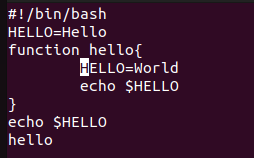 #!/bin/bash
HELLO=Hello
function hello{
        HELLO=World
        echo $HELLO
}
echo $HELLO
hello